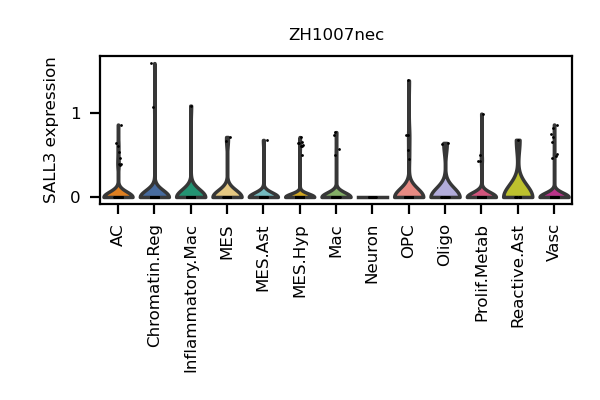 ZH1007nec
SALL3 expression
1
0
AC
Chromatin.Reg
Inflammatory.Mac
MES
MES.Ast
MES.Hyp
Mac
Neuron
OPC
Oligo
Prolif.Metab
Reactive.Ast
Vasc